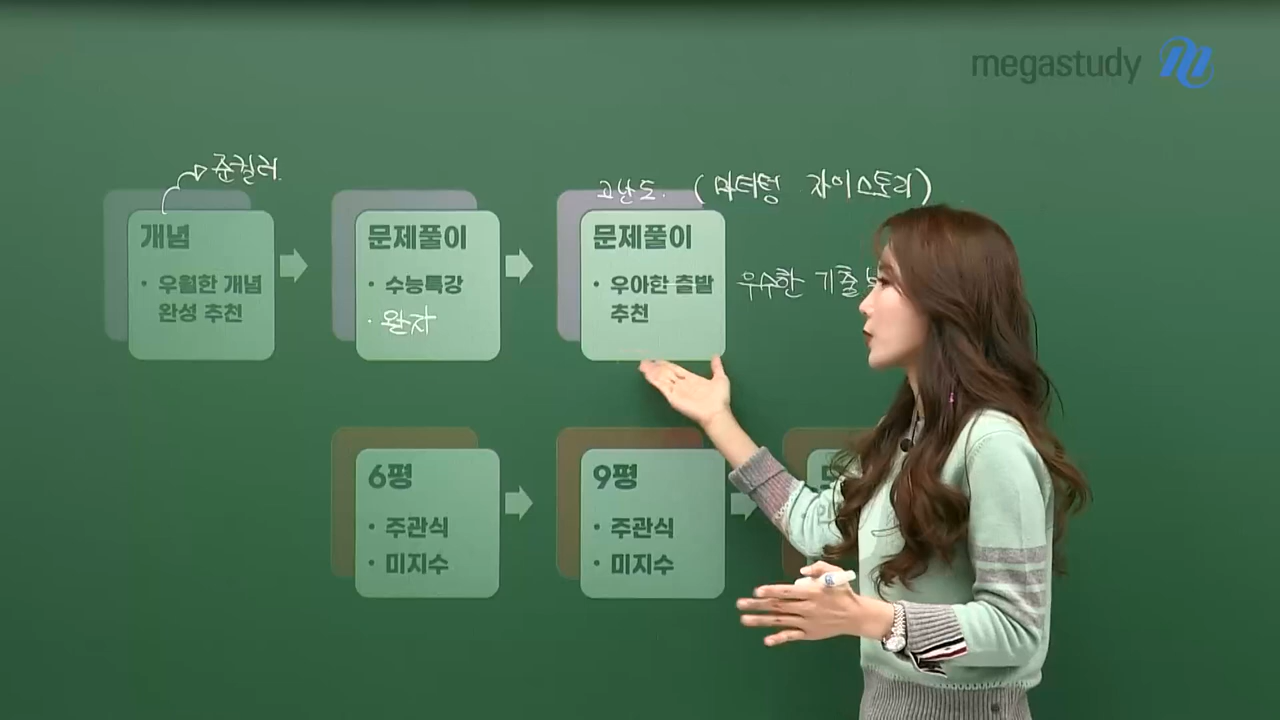 megastudy
준킬러.
고난도. (마더텅 자이스토리)
개념
• 우월한 개념
완성 추천
문제풀이
• 수능특강
· 완자
문제풀이
• 우아한 출발
추천
우수한 기출
6평
• 주관식
• 미지수
9평
• 주관식
• 미지수